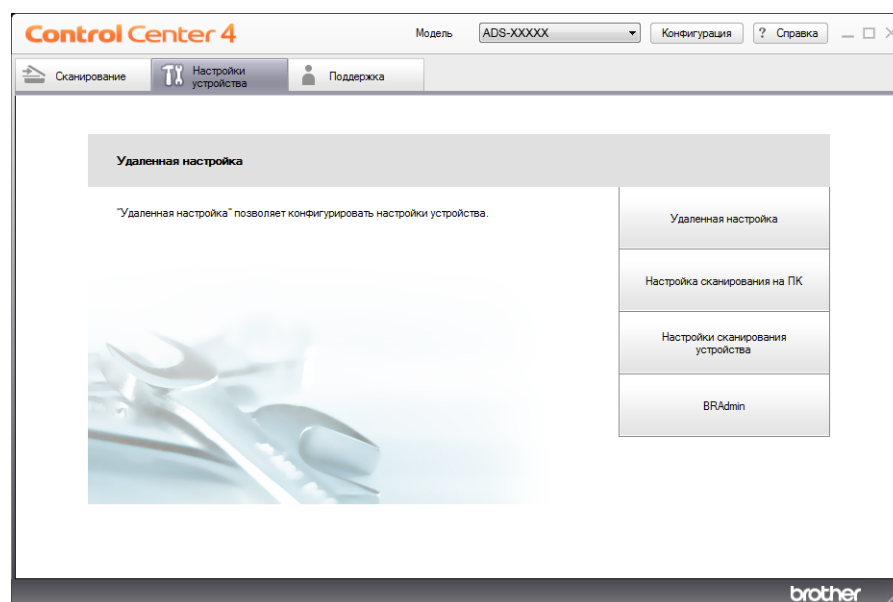 Control Center 4
Модель
ADS-XXXXX
Конфигурация
? Справка
Сканирование
Настройки
устройства
Поддержка
Удаленная настройка
"Удаленная настройка" позволяет конфигурировать настройки устройства.
Удаленная настройка
Настройка сканирования на ПК
Настройки сканирования
устройства
BRAdmin
brother